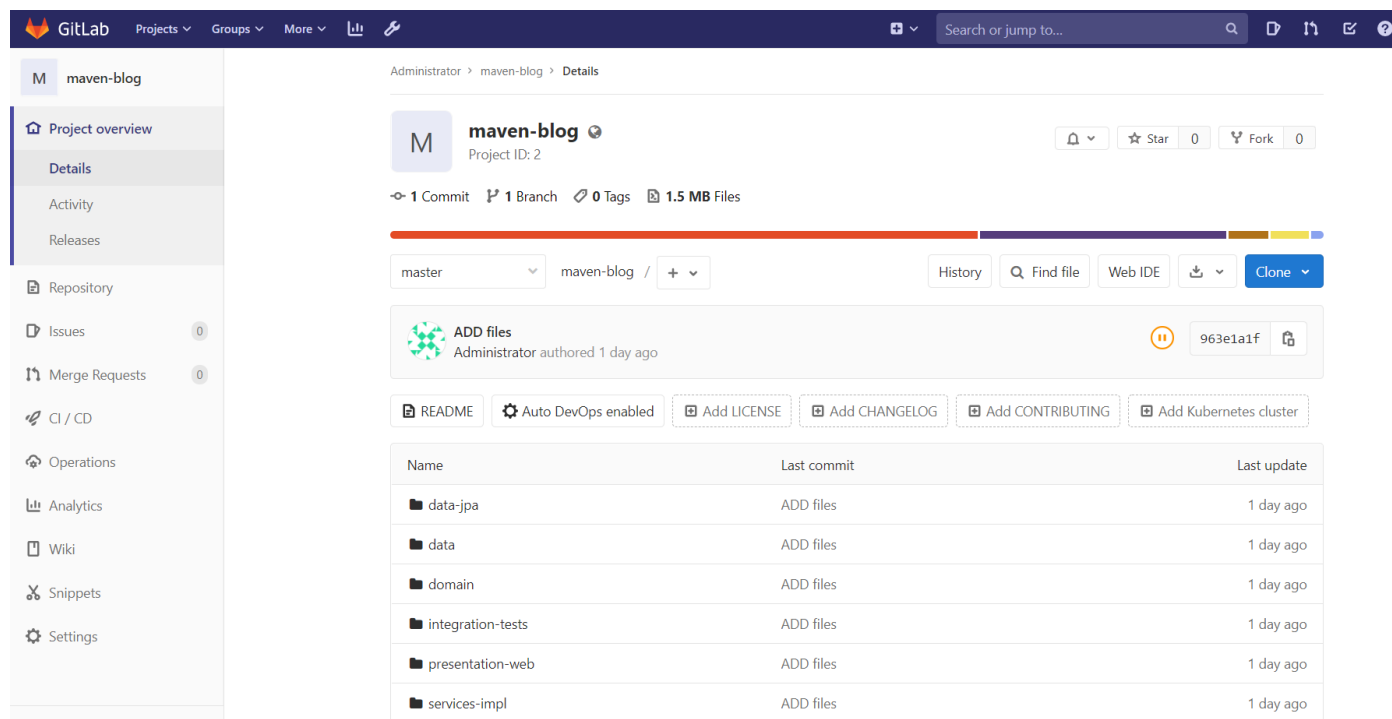 GitLab Projects Groups More Search or jump to...
M maven-blog
Project overview
Details
Activity
Releases
Repository
Issues 0
Merge Requests 0
CI / CD
Operations
Analytics
Wiki
Snippets
Settings
Administrator > maven-blog > Details
M
maven-blog
Project ID: 2
Star 0 Fork 0
1 Commit 1 Branch 0 Tags 1.5 MB Files
master maven-blog / + History Find file Web IDE Clone
ADD files
Administrator authored 1 day ago
963e1a1f
README Auto DevOps enabled Add LICENSE Add CHANGELOG Add CONTRIBUTING Add Kubernetes cluster
Name Last commit Last update
data-jpa ADD files 1 day ago
data ADD files 1 day ago
domain ADD files 1 day ago
integration-tests ADD files 1 day ago
presentation-web ADD files 1 day ago
services-impl ADD files 1 day ago